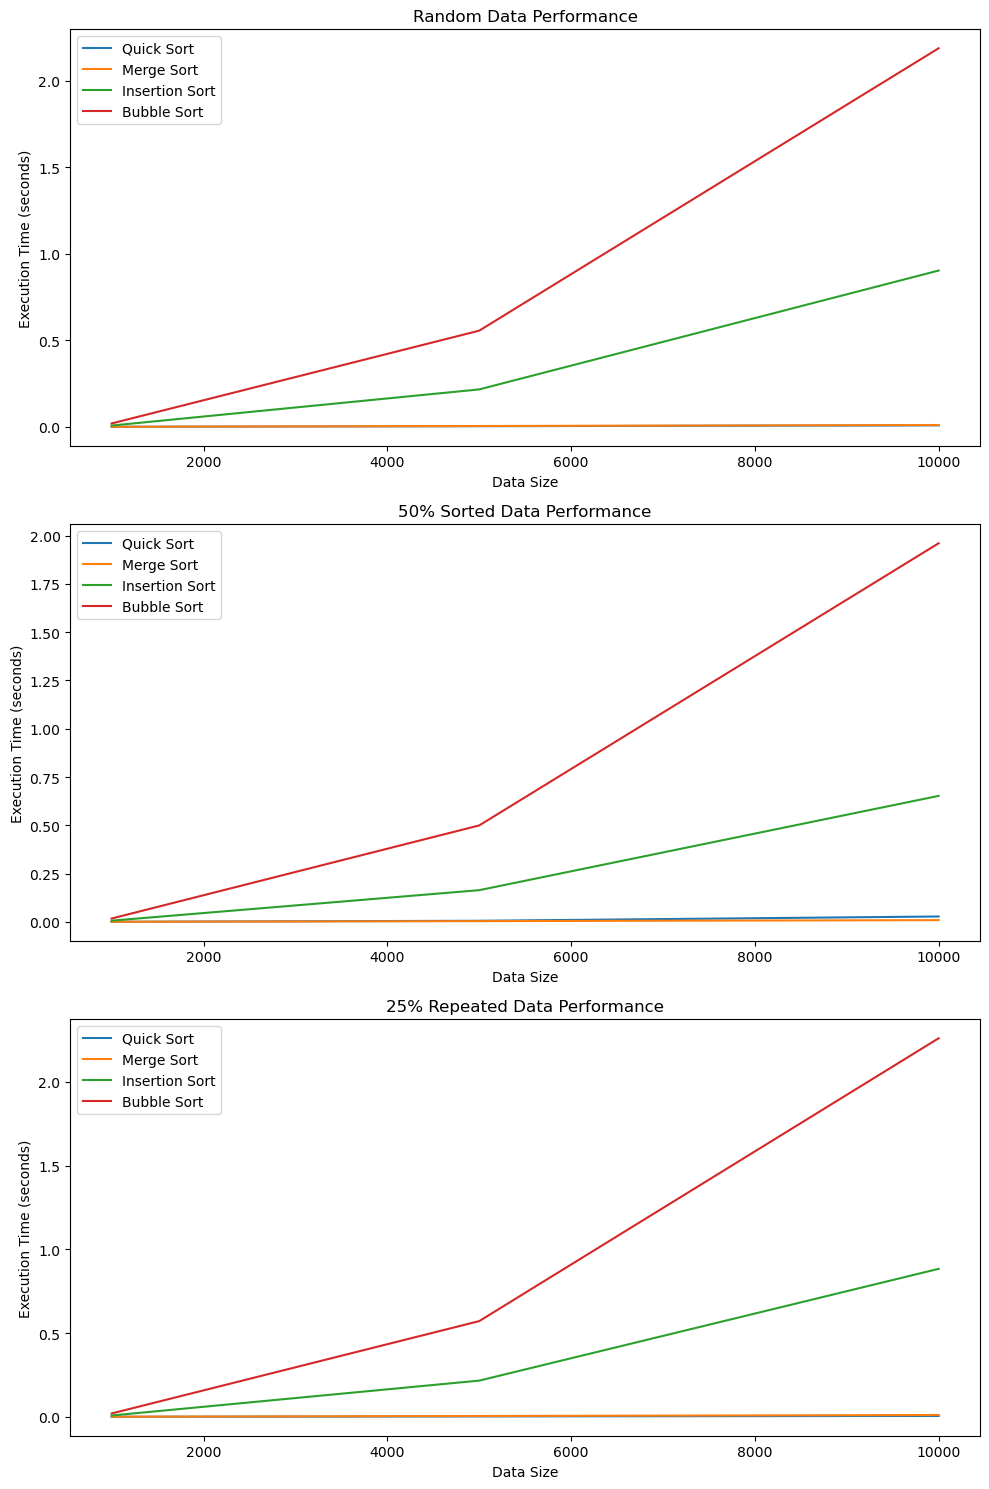 Random Data Performance
Quick Sort
Merge Sort
Insertion Sort
Bubble Sort
Execution Time (seconds)
2.0
1.5
1.0
0.5
0.0
2000 4000 6000 8000 10000
Data Size
50% Sorted Data Performance
Quick Sort
Merge Sort
Insertion Sort
Bubble Sort
Execution Time (seconds)
2.00
1.75
1.50
1.25
1.00
0.75
0.50
0.25
0.00
2000 4000 6000 8000 10000
Data Size
25% Repeated Data Performance
Quick Sort
Merge Sort
Insertion Sort
Bubble Sort
Execution Time (seconds)
2.0
1.5
1.0
0.5
0.0
2000 4000 6000 8000 10000
Data Size